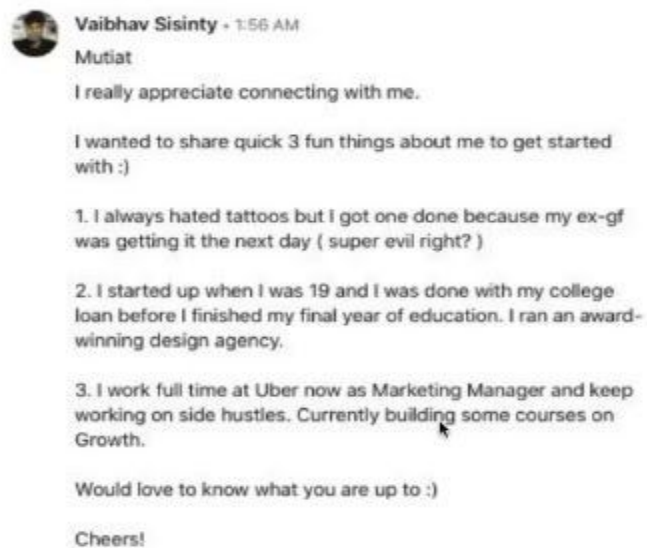 Vaibhav Sisinty • 1:56 AM
Mutiat
I really appreciate connecting with me.
I wanted to share quick 3 fun things about me to get started
with :)
1. I always hated tattoos but I got one done because my ex-gf
was getting it the next day ( super evil right? )
2. I started up when I was 19 and I was done with my college
loan before I finished my final year of education. I ran an award-
winning design agency.
3. I work full time at Uber now as Marketing Manager and keep
working on side hustles. Currently building some courses on
Growth.
Would love to know what you are up to :)
Cheers!